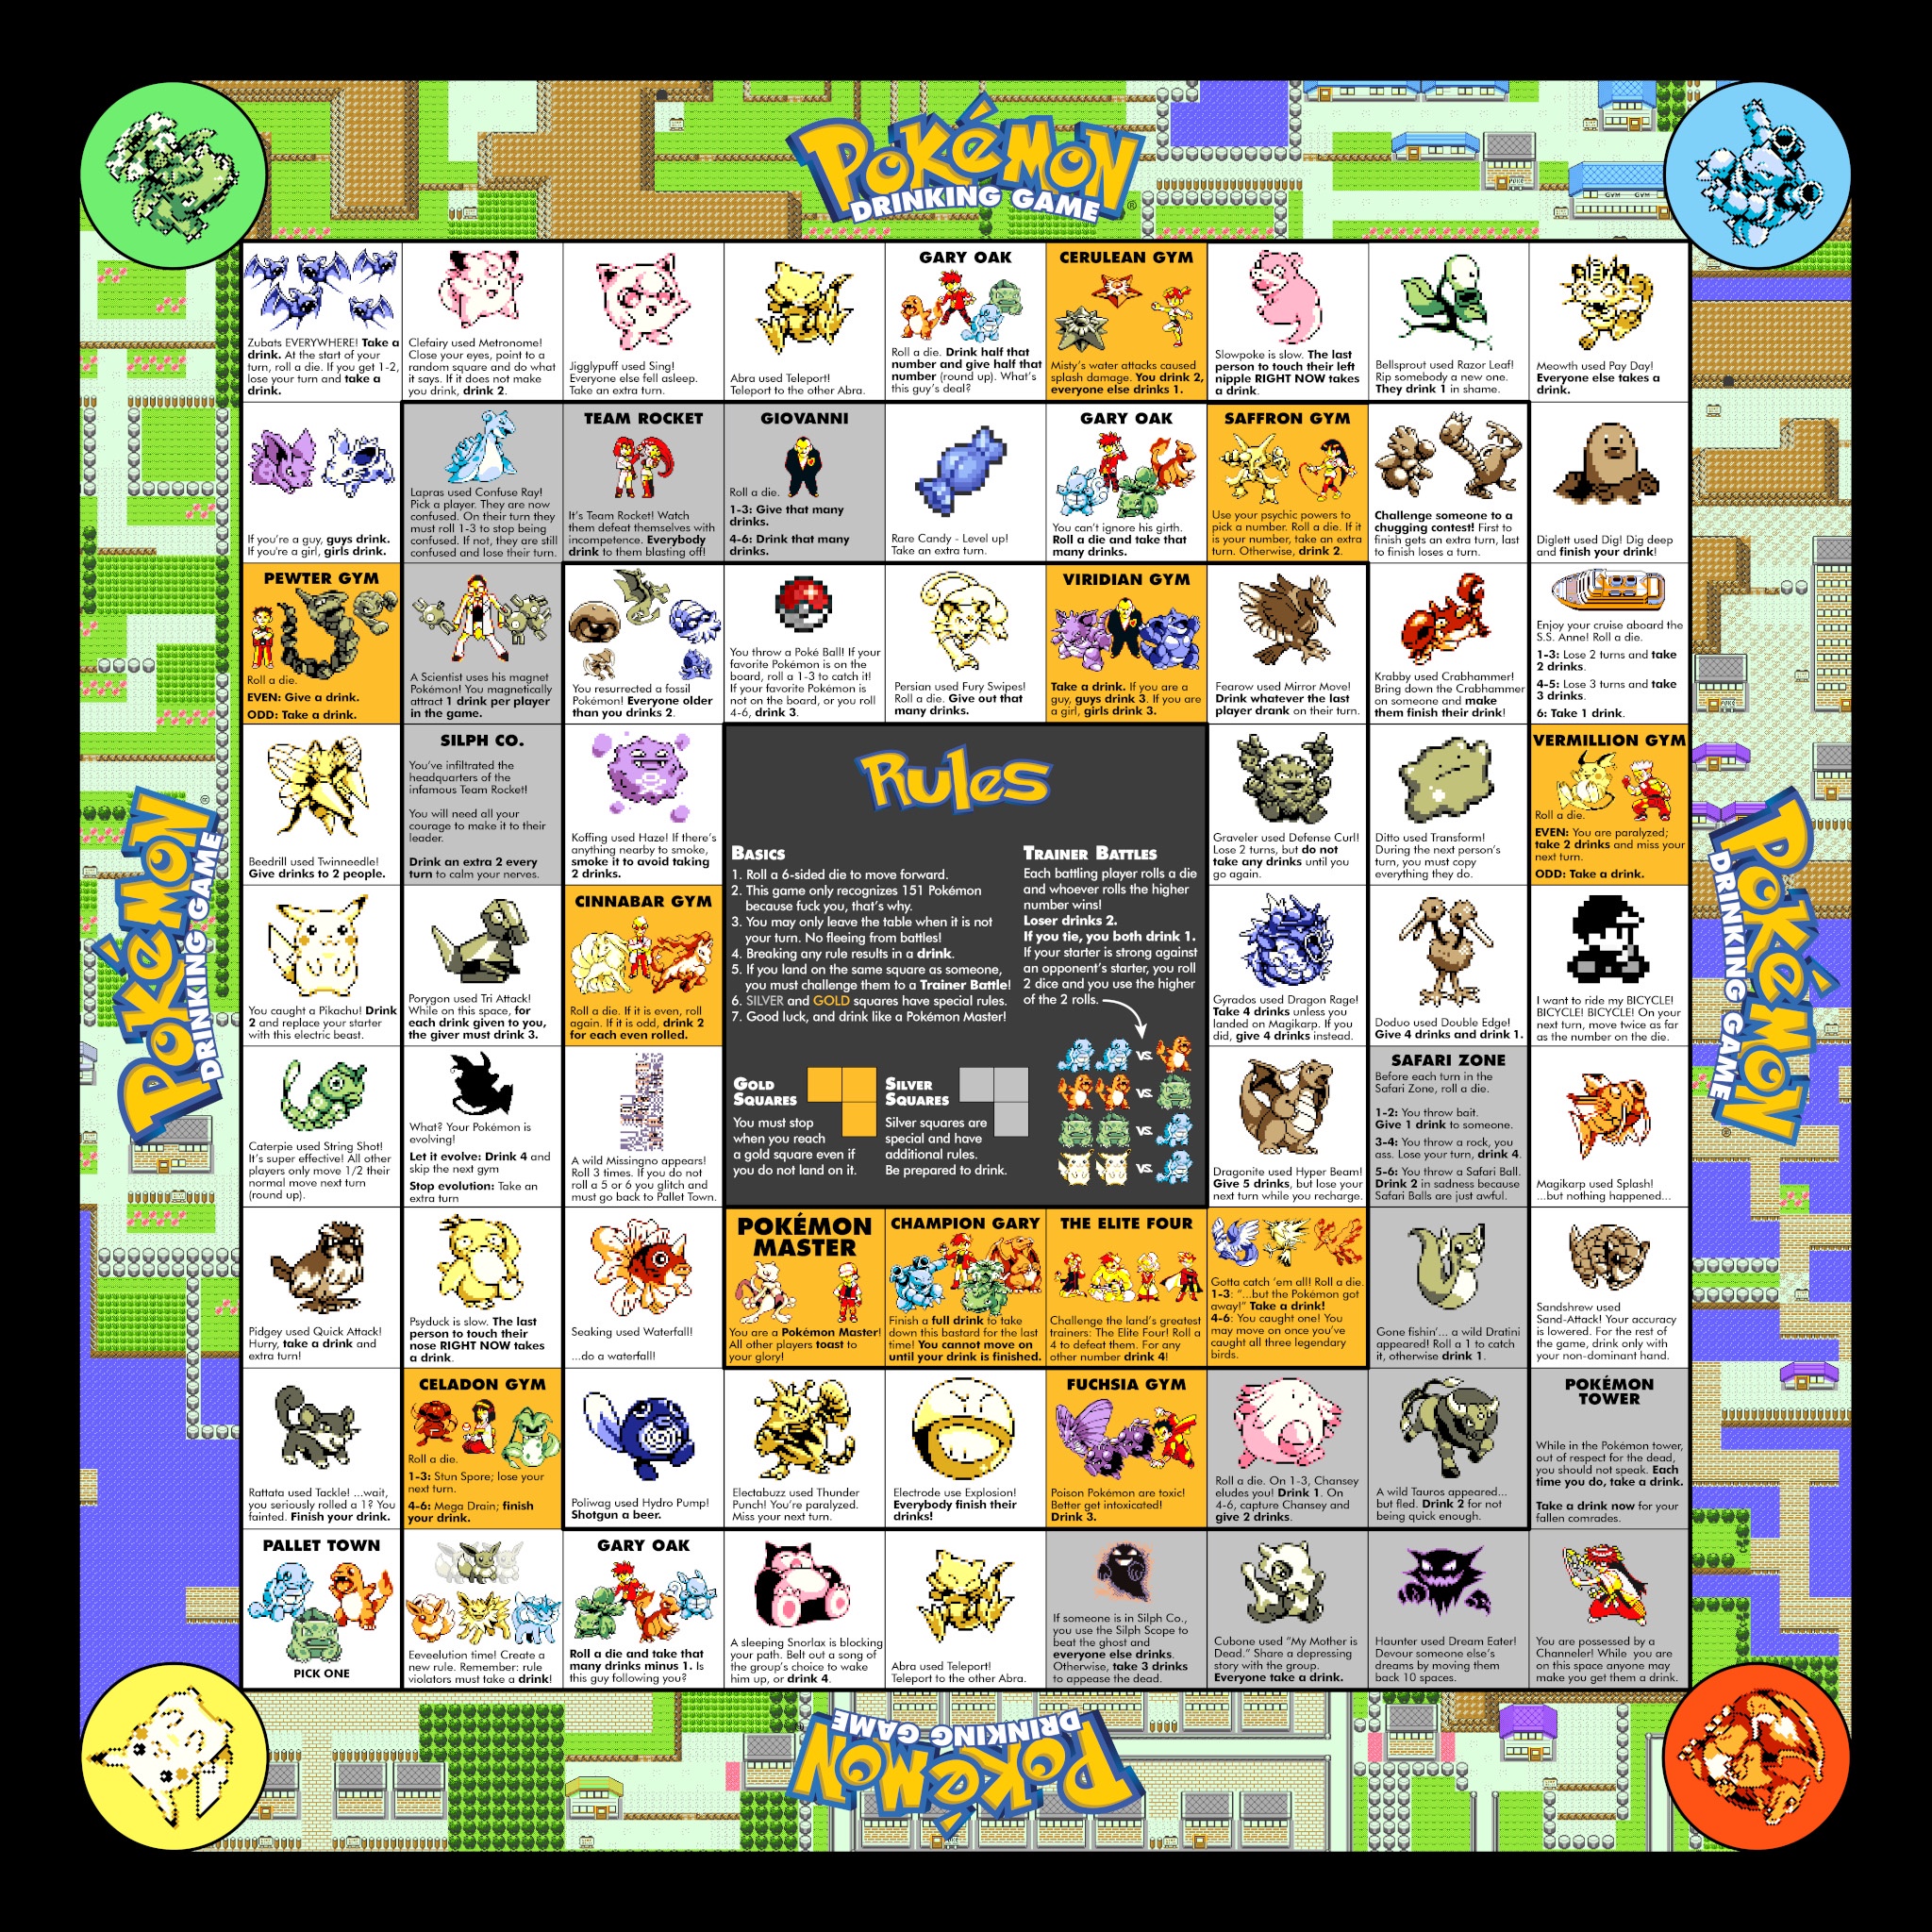 POKéMON
DRINKING GAME
®
Zubats EVERYWHERE! Take a
drink. At the start of your
turn, roll a die. If you get 1-2,
lose your turn and take a
drink.
Clefairy used Metronome!
Close your eyes, point to a
random square and do what
it says. If it does not make
you drink, drink 2.
Jigglypuff used Sing!
Everyone else fell asleep.
Take an extra turn.
Abra used Teleport!
Teleport to the other Abra.
GARY OAK
Roll a die. Drink half that
number and give half that
number (round up). What's
this guy's deal?
CERULEAN GYM
Misty's water attacks caused
splash damage. You drink 2,
everyone else drinks 1.
Slowpoke is slow. The last
person to touch their left
nipple RIGHT NOW takes
a drink.
Bellsprout used Razor Leaf!
Rip somebody a new one.
They drink 1 in shame.
Meowth used Pay Day!
Everyone else takes a
drink.
If you're a guy, guys drink.
If you're a girl, girls drink.
Lapras used Confuse Ray!
Pick a player. They are now
confused. On their turn they
must roll 1-3 to stop being
confused. If not, they are still
confused and lose their turn.
TEAM ROCKET
It's Team Rocket! Watch
them defeat themselves with
incompetence. Everybody
drink to them blasting off!
GIOVANNI
Roll a die.
1-3: Give that many
drinks.
4-6: Drink that many
drinks.
Rare Candy - Level up!
Take an extra turn.
GARY OAK
You can't ignore his girth.
Roll a die and take that
many drinks.
SAFFRON GYM
Use your psychic powers to
pick a number. Roll a die. If it
is your number, take an extra
turn. Otherwise, drink 2.
Challenge someone to a
chugging contest! First to
finish gets an extra turn, last
to finish loses a turn.
Diglett used Dig! Dig deep
and finish your drink!
PEWTER GYM
Roll a die.
EVEN: Give a drink.
ODD: Take a drink.
A Scientist uses his magnet
Pokémon! You magnetically
attract 1 drink per player
in the game.
You resurrected a fossil
Pokémon! Everyone older
than you drinks 2.
You throw a Poké Ball! If your
favorite Pokémon is on the
board, roll a 1-3 to catch it!
If your favorite Pokémon is
not on the board, or you roll
4-6, drink 3.
Persian used Fury Swipes!
Roll a die. Give out that
many drinks.
VIRIDIAN GYM
Take a drink. If you are a
guy, guys drink 3. If you are
a girl, girls drink 3.
Fearow used Mirror Move!
Drink whatever the last
player drank on their turn.
Krabby used Crabhammer!
Bring down the Crabhammer
on someone and make
them finish their drink!
Enjoy your cruise aboard the
S.S. Anne! Roll a die.
1-3: Lose 2 turns and take
2 drinks.
4-5: Lose 3 turns and take
3 drinks.
6: Take 1 drink.
Beedrill used Twinneedle!
Give drinks to 2 people.
SILPH CO.
You've infiltrated the
headquarters of the
infamous Team Rocket!
You will need all your
courage to make it to their
leader.
Drink an extra 2 every
turn to calm your nerves.
Koffing used Haze! If there's
anything nearby to smoke,
smoke it to avoid taking
2 drinks.
Rules
BASICS
1. Roll a 6-sided die to move forward.
2. This game only recognizes 151 Pokémon
because fuck you, that's why.
3. You may only leave the table when it is not
your turn. No fleeing from battles!
4. Breaking any rule results in a drink.
5. If you land on the same square as someone,
you must challenge them to a Trainer Battle!
6. SILVER and GOLD squares have special rules.
7. Good luck, and drink like a Pokémon Master!
TRAINER BATTLES
Each battling player rolls a die
and whoever rolls the higher
number wins!
Loser drinks 2.
If you tie, you both drink 1.
If your starter is strong against
an opponent's starter, you roll
2 dice and you use the higher
of the 2 rolls.
VS.
VS.
VS.
VS.
GOLD
SQUARES
You must stop
when you reach
a gold square even if
you do not land on it.
SILVER
SQUARES
Silver squares are
special and have
additional rules.
Be prepared to drink.
Graveler used Defense Curl!
Lose 2 turns, but do not
take any drinks until you
go again.
Ditto used Transform!
During the next person's
turn, you must copy
everything they do.
VERMILLION GYM
Roll a die.
EVEN: You are paralyzed;
take 2 drinks and miss your
next turn.
ODD: Take a drink.
You caught a Pikachu! Drink
2 and replace your starter
with this electric beast.
Porygon used Tri Attack!
While on this space, for
each drink given to you,
the giver must drink 3.
CINNABAR GYM
Roll a die. If it is even, roll
again. If it is odd, drink 2
for each even rolled.
Gyrados used Dragon Rage!
Take 4 drinks unless you
landed on Magikarp. If you
did, give 4 drinks instead.
Doduo used Double Edge!
Give 4 drinks and drink 1.
I want to ride my BICYCLE!
BICYCLE! BICYCLE! On your
next turn, move twice as far
as the number on the die.
Caterpie used String Shot!
It's super effective! All other
players only move 1/2 their
normal move next turn
(round up).
What? Your Pokémon is
evolving!
Let it evolve: Drink 4 and
skip the next gym
Stop evolution: Take an
extra turn
A wild Missingno appears!
Roll 3 times. If you do not
roll a 5 or 6 you glitch and
must go back to Pallet Town.
Dragonite used Hyper Beam!
Give 5 drinks, but lose your
next turn while you recharge.
SAFARI ZONE
Before each turn in the
Safari Zone, roll a die.
1-2: You throw bait.
Give 1 drink to someone.
3-4: You throw a rock, you
ass. Lose your turn, drink 4.
5-6: You throw a Safari Ball.
Drink 2 in sadness because
Safari Balls are just awful.
Magikarp used Splash!
...but nothing happened...
Pidgey used Quick Attack!
Hurry, take a drink and
extra turn!
Psyduck is slow. The last
person to touch their
nose RIGHT NOW takes
a drink.
Seaking used Waterfall!
...do a waterfall!
POKÉMON
MASTER
You are a Pokémon Master!
All other players toast to
your glory!
CHAMPION GARY
Finish a full drink to take
down this bastard for the last
time! You cannot move on
until your drink is finished.
THE ELITE FOUR
Challenge the land's greatest
trainers: The Elite Four! Roll a
4 to defeat them. For any
other number drink 4!
Gotta catch 'em all! Roll a die.
1-3: "...but the Pokémon got
away!" Take a drink!
4-6: You caught one! You
may move on once you've
caught all three legendary
birds.
Gone fishin'... a wild Dratini
appeared! Roll a 1 to catch
it, otherwise drink 1.
Sandshrew used
Sand-Attack! Your accuracy
is lowered. For the rest of
the game, drink only with
your non-dominant hand.
Rattata used Tackle! ...wait,
you seriously rolled a 1? You
fainted. Finish your drink.
CELADON GYM
Roll a die.
1-3: Stun Spore; lose your
next turn.
4-6: Mega Drain; finish
your drink.
Poliwag used Hydro Pump!
Shotgun a beer.
Electabuzz used Thunder
Punch! You're paralyzed.
Miss your next turn.
Electrode use Explosion!
Everybody finish their
drinks!
FUCHSIA GYM
Poison Pokémon are toxic!
Better get intoxicated!
Drink 3.
Roll a die. On 1-3, Chansey
eludes you! Drink 1. On
4-6, capture Chansey and
give 2 drinks.
A wild Tauros appeared...
but fled. Drink 2 for not
being quick enough.
POKÉMON
TOWER
While in the Pokémon tower,
out of respect for the dead,
you should not speak. Each
time you do, take a drink.
Take a drink now for your
fallen comrades.
PALLET TOWN
PICK ONE
Eeveelution time! Create a
new rule. Remember: rule
violators must take a drink!
GARY OAK
Roll a die and take that
many drinks minus 1. Is
this guy following you?
A sleeping Snorlax is blocking
your path. Belt out a song of
the group's choice to wake
him up, or drink 4.
Abra used Teleport!
Teleport to the other Abra.
If someone is in Silph Co.,
you use the Silph Scope to
beat the ghost and
everyone else drinks.
Otherwise, take 3 drinks
to appease the dead.
Cubone used "My Mother is
Dead." Share a depressing
story with the group.
Everyone take a drink.
Haunter used Dream Eater!
Devour someone else's
dreams by moving them
back 10 spaces.
You are possessed by a
Channeler! While you are
on this space anyone may
make you get them a drink.
POKéMON
DRINKING GAME
®
POKéMON
DRINKING GAME
®
POKéMON
DRINKING GAME
GYM
GYM
POKE